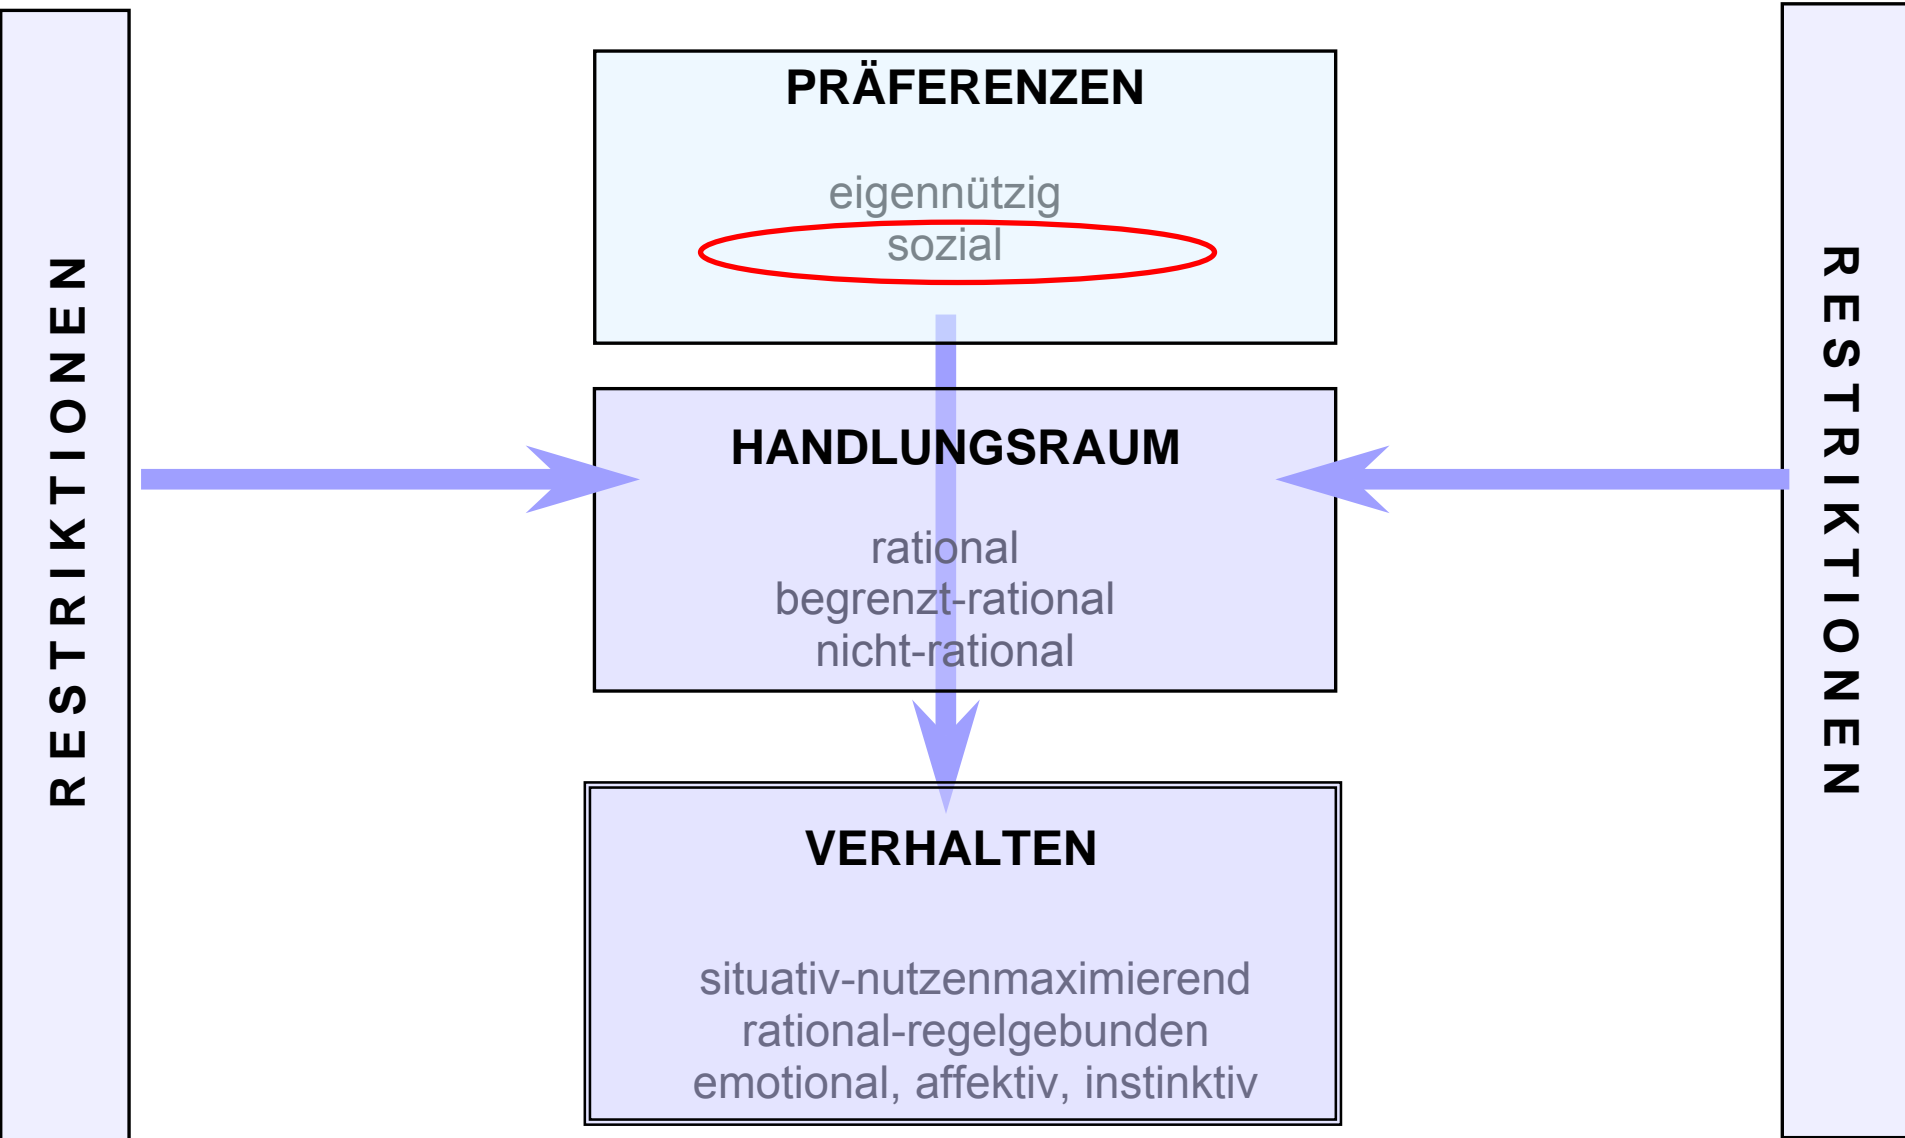 RESTRIKTIONEN
PRÄFERENZEN
eigennützig
sozial
HANDLUNGSRAUM
rational
begrenzt-rational
nicht-rational
VERHALTEN
situativ-nutzenmaximierend
rational-regelgebunden
emotional, affektiv, instinktiv
RESTRIKTIONEN